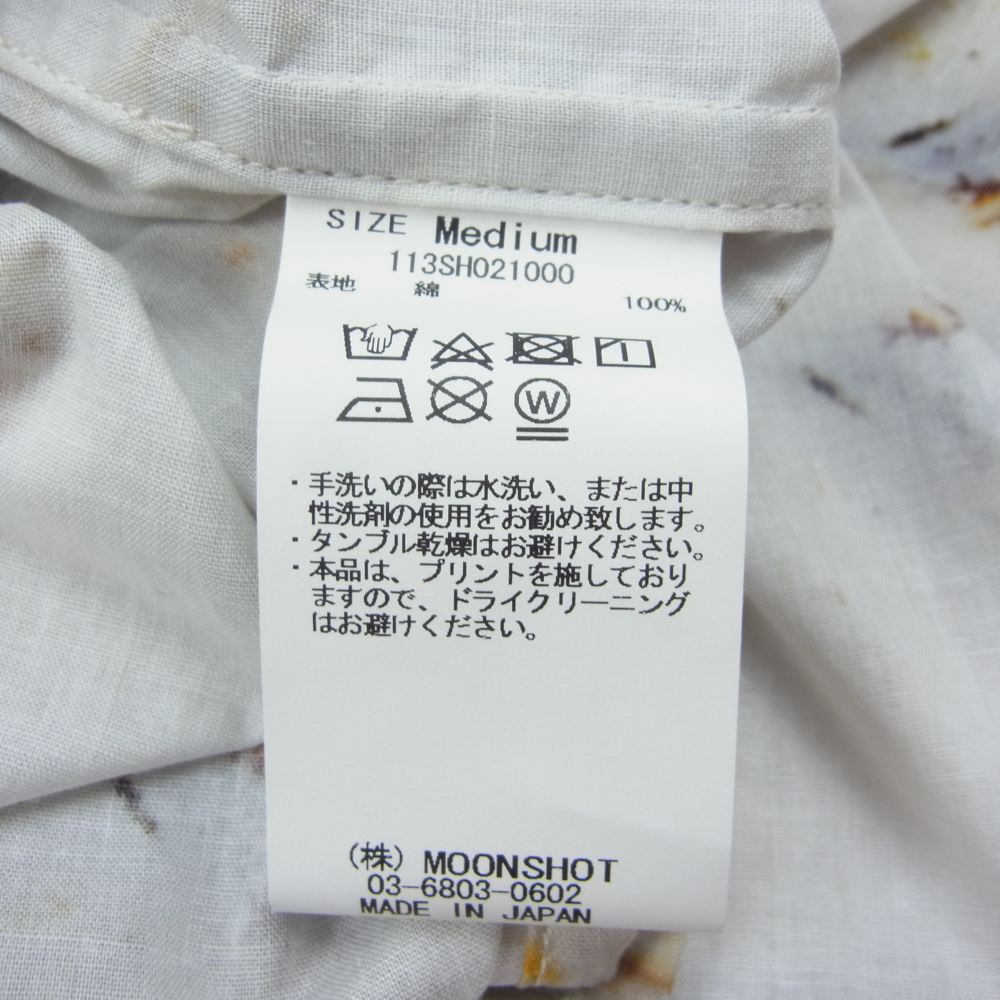 SIZE Medium
113SH021000
表地 綿 100%
W
・手洗いの際は水洗い、または中
性洗剤の使用をお勧め致します。
・タンブル乾燥はお避けください。
・本品は、プリントを施しており
ますので、ドライクリーニング
はお避けください。
(株) MOONSHOT
03-6803-0602
MADE IN JAPAN